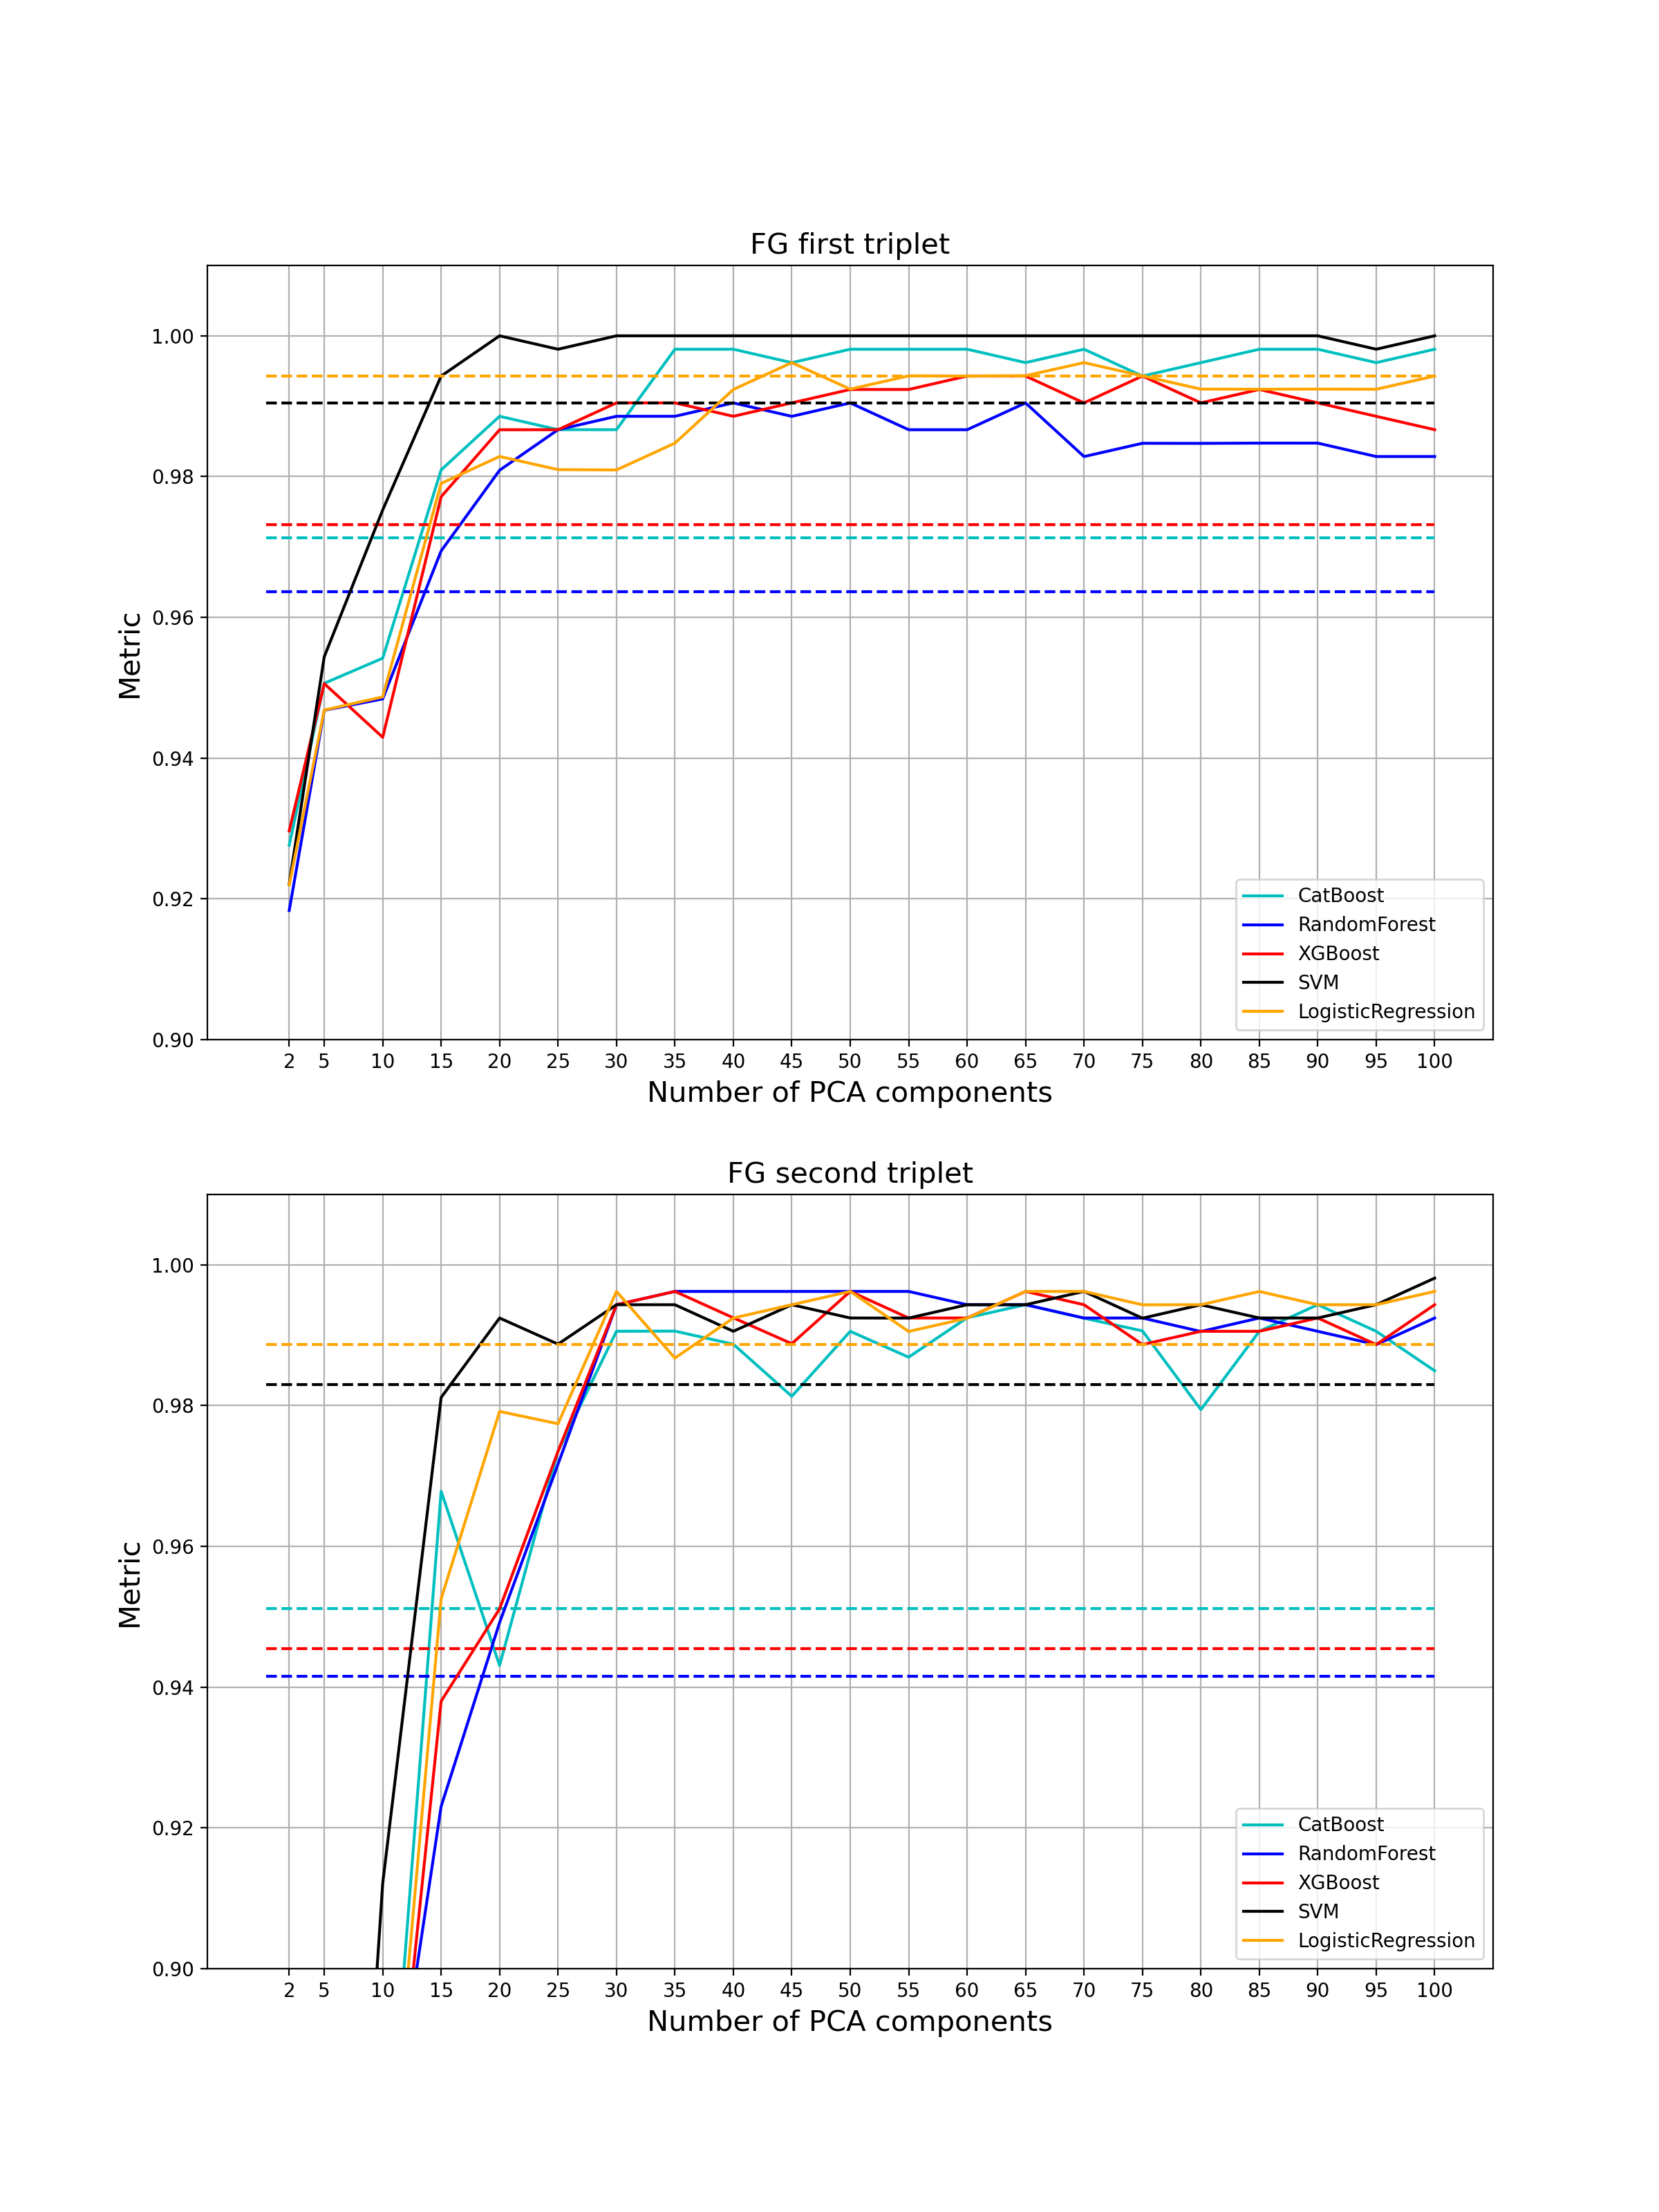 FG first triplet
Metric
1.00
0.98
0.96
0.94
0.92
0.90
CatBoost
RandomForest
XGBoost
SVM
LogisticRegression
2 5 10 15 20 25 30 35 40 45 50 55 60 65 70 75 80 85 90 95 100
Number of PCA components
FG second triplet
Metric
1.00
0.98
0.96
0.94
0.92
0.90
CatBoost
RandomForest
XGBoost
SVM
LogisticRegression
2 5 10 15 20 25 30 35 40 45 50 55 60 65 70 75 80 85 90 95 100
Number of PCA components